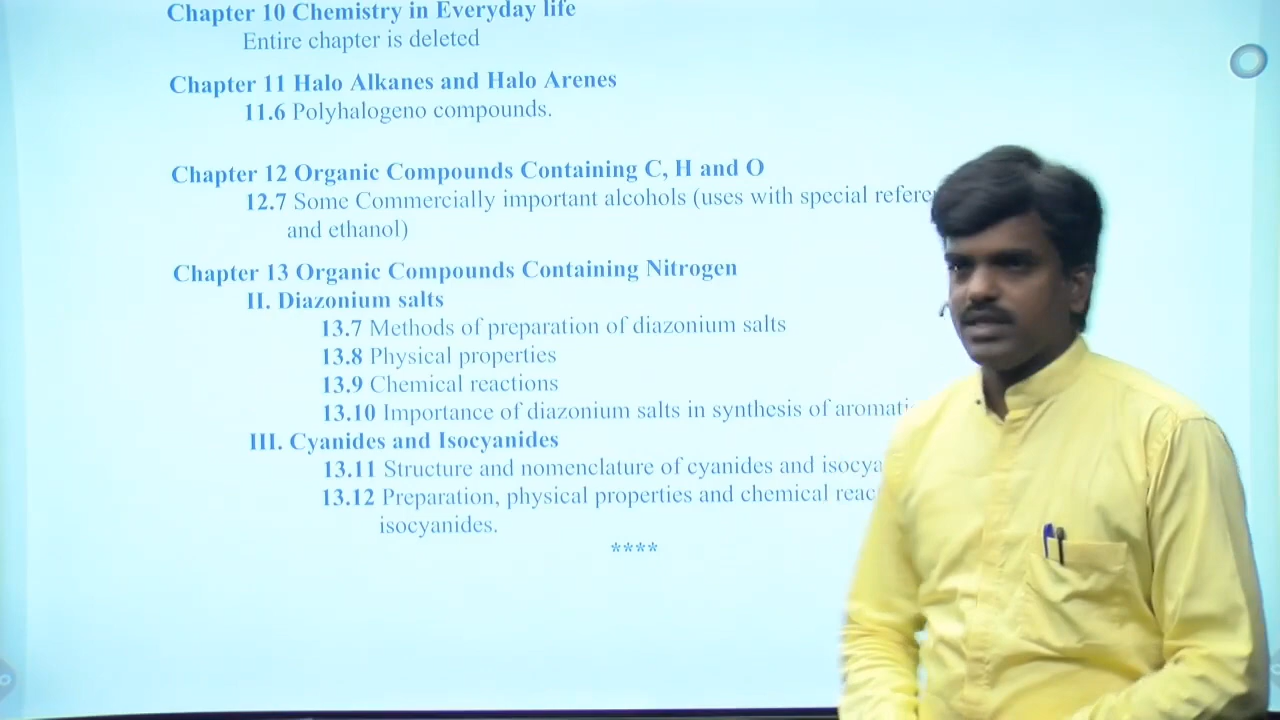 Chapter 10 Chemistry in Everyday life
Entire chapter is deleted
Chapter 11 Halo Alkanes and Halo Arenes
11.6 Polyhalogeno compounds.
Chapter 12 Organic Compounds Containing C, H and O
12.7 Some Commercially important alcohols (uses with special
and ethanol)
Chapter 13 Organic Compounds Containing Nitrogen
II. Diazonium salts
13.7 Methods of preparation of diazonium salts
13.8 Physical properties
13.9 Chemical reactions
13.10 Importance of diazonium salts in synthesis of
III. Cyanides and Isocyanides
13.11 Structure and nomenclature of cyanides and
13.12 Preparation, physical properties and chemical
isocyanides.
****